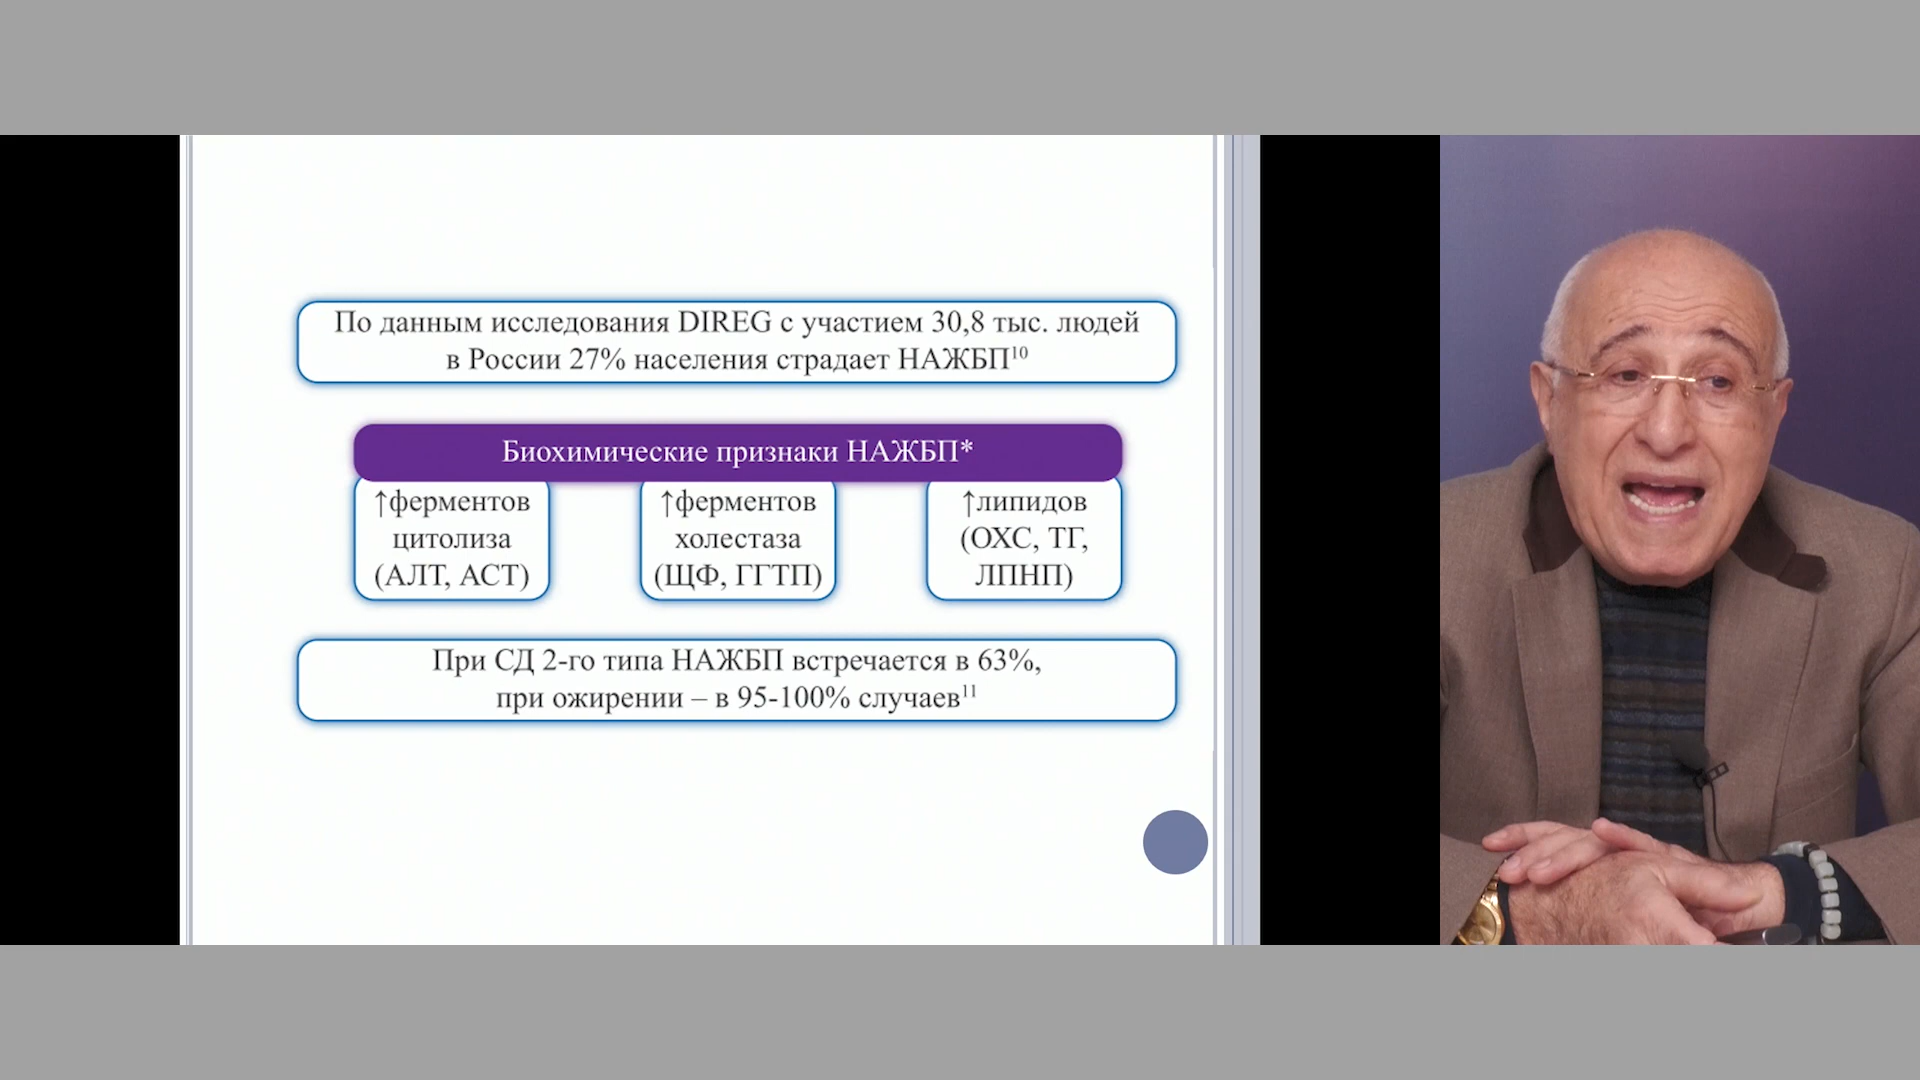 По данным исследования DIREG с участием 30,8 тыс. людей
в России 27% населения страдает НАЖБП¹⁰
Биохимические признаки НАЖБП*
↑ферментов
цитолиза
(АЛТ, АСТ)
↑ферментов
холестаза
(ЩФ, ГГТП)
↑липидов
(ОХС, ТГ,
ЛПНП)
При СД 2-го типа НАЖБП встречается в 63%,
при ожирении – в 95-100% случаев¹¹